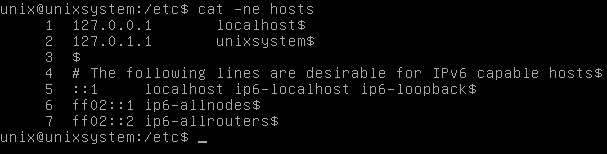 unix@unixsystem:/etc$ cat -ne hosts
     1  127.0.0.1       localhost$
     2  127.0.1.1       unixsystem$
     3  $
     4  # The following lines are desirable for IPv6 capable hosts$
     5  ::1     localhost ip6-localhost ip6-loopback$
     6  ff02::1 ip6-allnodes$
     7  ff02::2 ip6-allrouters$
unix@unixsystem:/etc$ _